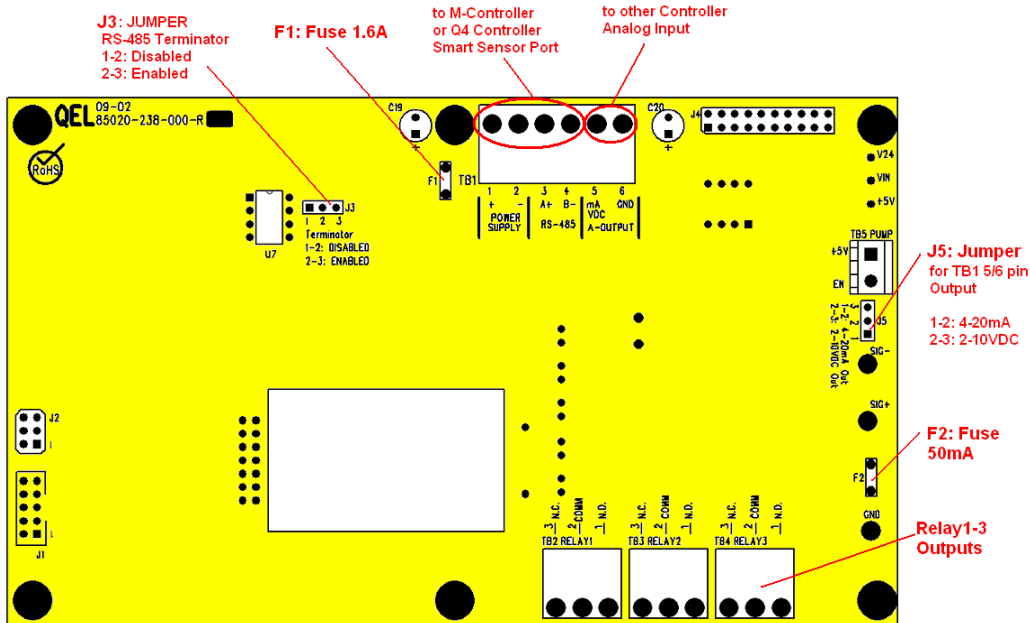 J3: JUMPER
RS-485 Terminator
1-2: Disabled
2-3: Enabled
F1: Fuse 1.6A
to M-Controller
or Q4 Controller
Smart Sensor Port
to other Controller
Analog Input
QEL
09-02
85020-238-000-R
RoHS
C19
+
C20
+
J4
F1
TB1
1 2 3 4 5 6
+ - A+ B- mA GND
VDC
POWER
SUPPLY
RS-485
A-OUTPUT
V24
VIN
+5V
U7
J3
1 2 3
Terminator
1-2: DISABLED
2-3: ENABLED
TB5 PUMP
+5V
EN
J5: Jumper
for TB1 5/6 pin
Output
1-2: 4-20mA
2-3: 2-10VDC
3
2
1
J5
1-2: 4-20mA Out
2-3: 2-10VDC Out
SIG-
SIG+
F2: Fuse
50mA
F2
GND
J2
1
J1
1
Relay1-3
Outputs
3 N.C.
2 COMM
1 N.O.
TB2 RELAY1
3 N.C.
2 COMM
1 N.O.
TB3 RELAY2
3 N.C.
2 COMM
1 N.O.
TB4 RELAY3